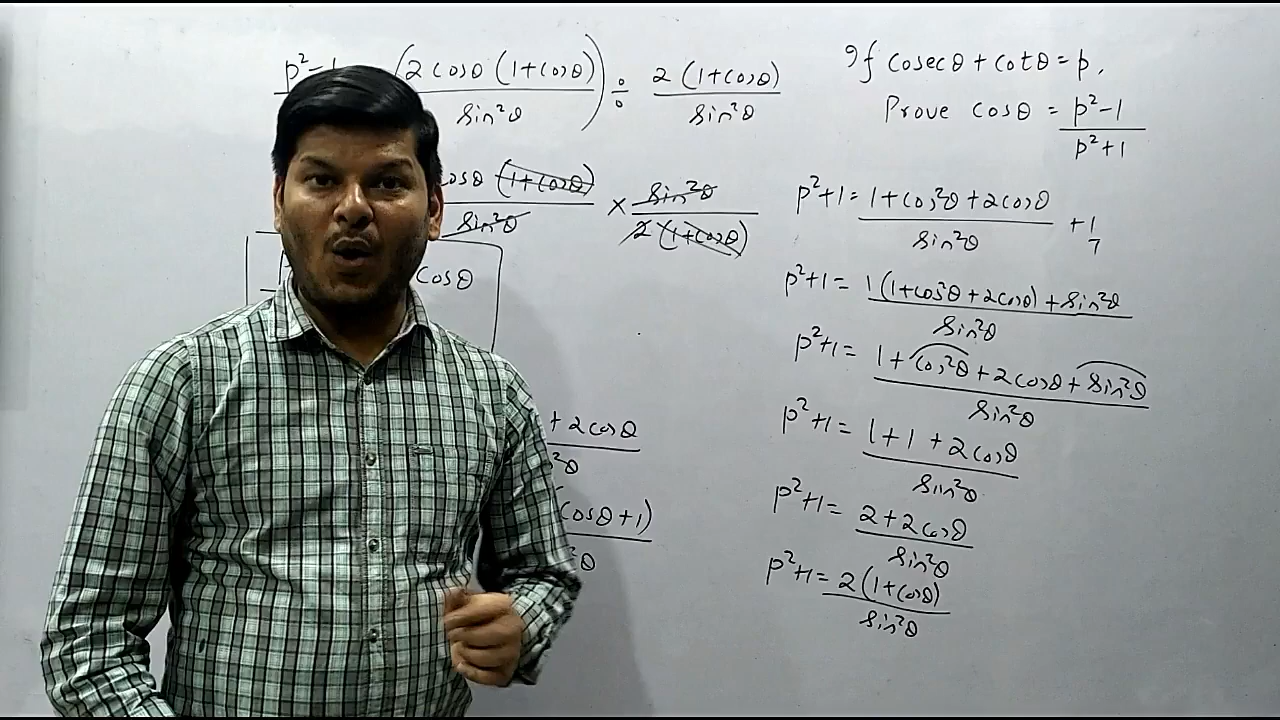 If cosecθ + cotθ = p,
Prove cosθ = p²-1 / p²+1
p²+1 = 1+cos²θ+2cosθ / sin²θ + 1/1
p²+1 = 1(1+cos²θ+2cosθ)+sin²θ / sin²θ
p²+1 = 1+cos²θ+2cosθ+sin²θ / sin²θ
p²+1 = 1+1+2cosθ / sin²θ
p²+1 = 2+2cosθ / sin²θ
p²+1 = 2(1+cosθ) / sin²θ
p²-1 (2cosθ(1+cosθ) / sin²θ) ÷ 2(1+cosθ) / sin²θ
osθ (1+cosθ) / sin²θ × sin²θ / 2(1+cosθ)
cosθ
+2cosθ
²θ
cosθ+1)
²θ